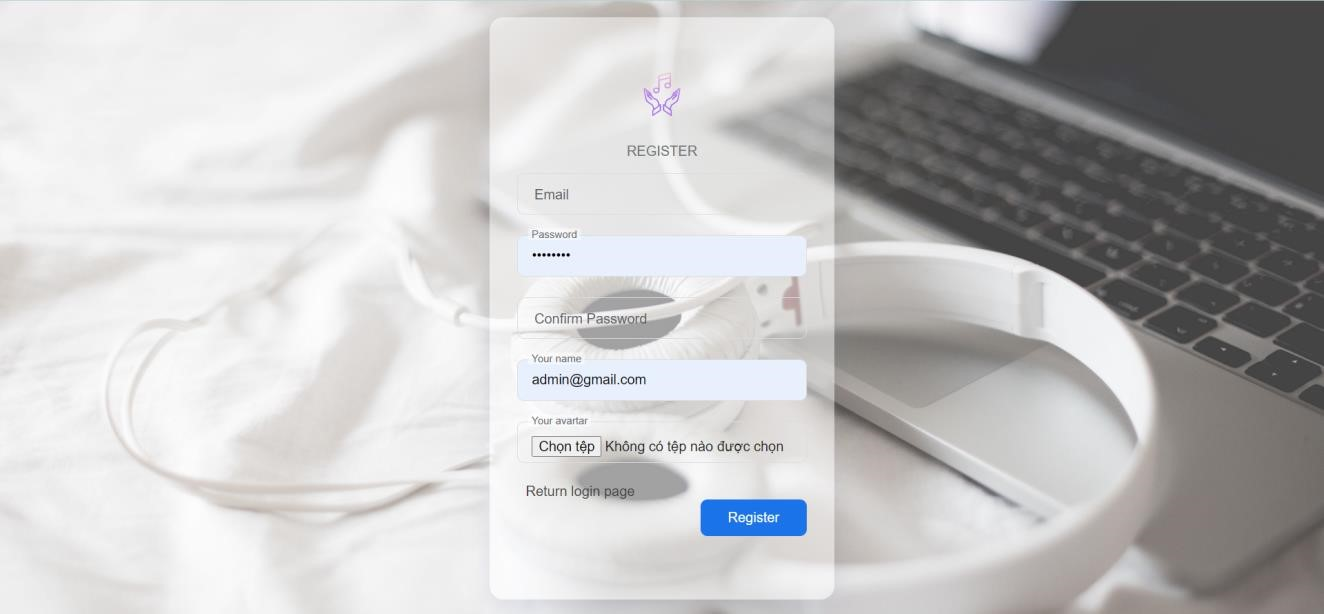 REGISTER
Email
Password
••••••••
Confirm Password
Your name
admin@gmail.com
Your avartar
Chọn tệp Không có tệp nào được chọn
Return login page
Register